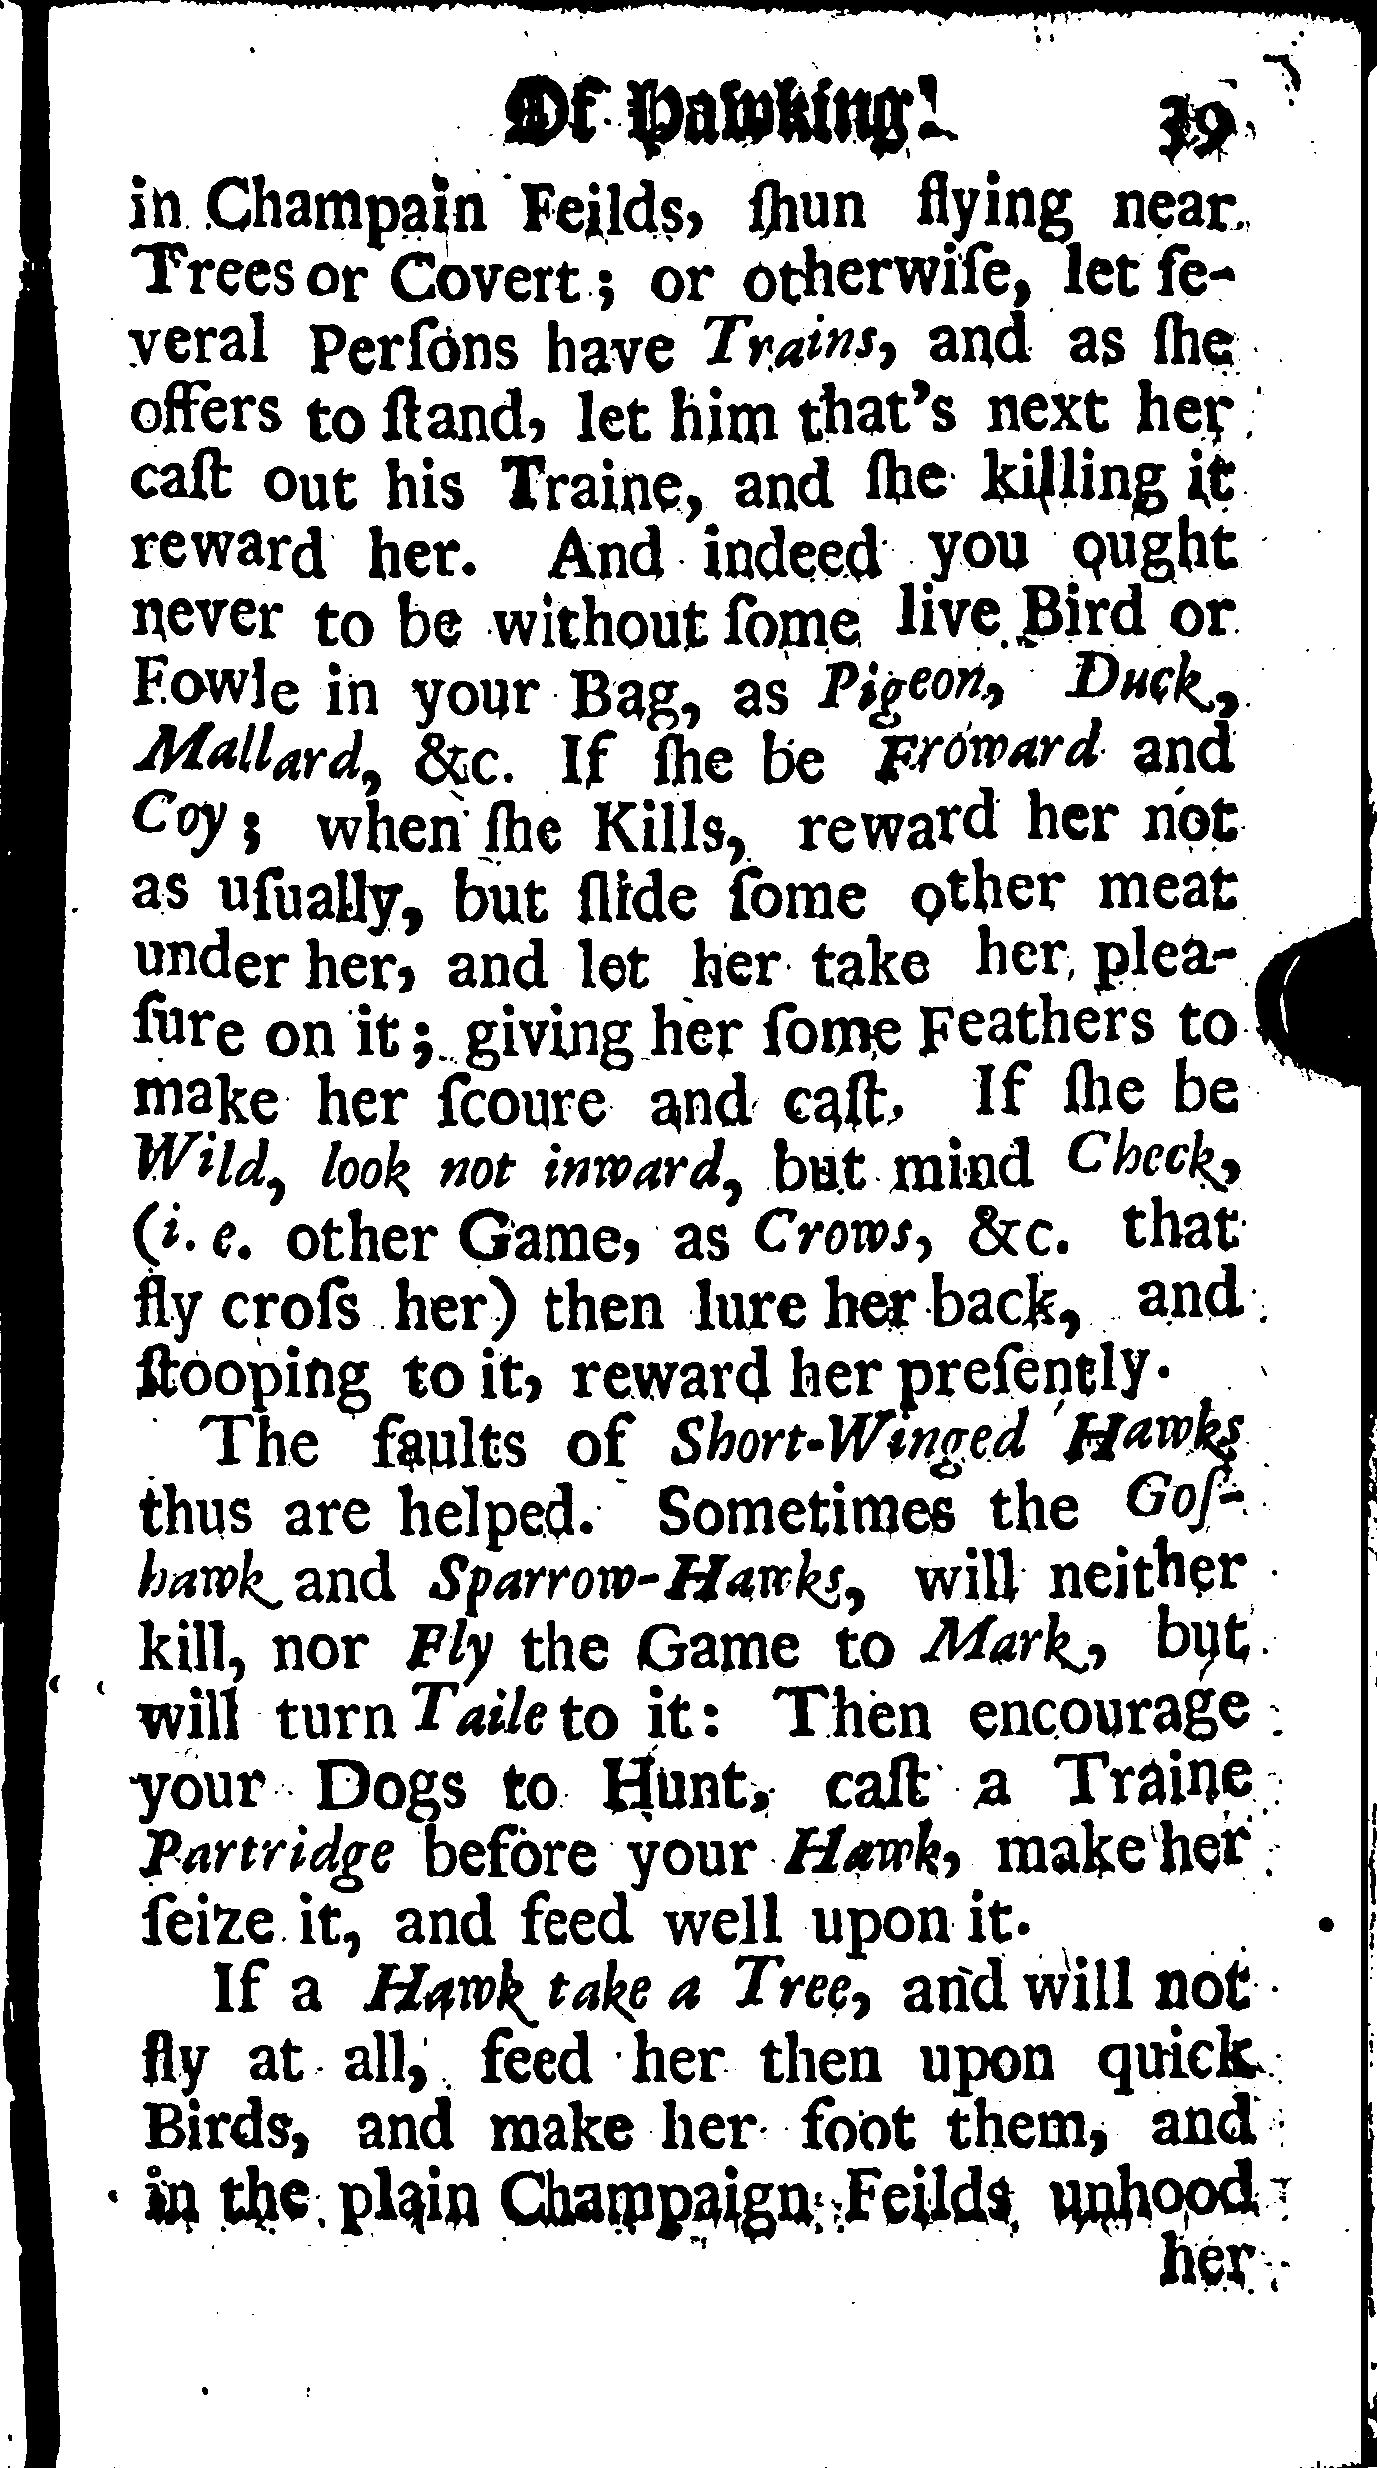 Of Hawking. 39
in Champain Feilds, ſhun flying near
Trees or Covert; or otherwiſe, let ſe-
veral Perſons have Trains, and as ſhe
offers to ſtand, let him that's next her
caſt out his Traine, and ſhe killing it
reward her. And indeed you ought
never to be without ſome live Bird or
Fowle in your Bag, as Pigeon, Duck,
Mallard, &c. If ſhe be Froward and
Coy; when ſhe Kills, reward her not
as uſually, but ſlide ſome other meat
under her, and let her take her plea-
ſure on it; giving her ſome Feathers to
make her ſcoure and caſt. If ſhe be
Wild, look not inward, but mind Check,
(i. e. other Game, as Crows, &c. that
fly croſs her) then lure her back, and
ſtooping to it, reward her preſently.
The faults of Short-Winged Hawks
thus are helped. Sometimes the Goſ-
hawk and Sparrow-Hawks, will neither
kill, nor Fly the Game to Mark, but
will turn Taile to it: Then encourage
your Dogs to Hunt, caſt a Traine
Partridge before your Hawk, make her
ſeize it, and feed well upon it.
If a Hawk take a Tree, and will not
fly at all, feed her then upon quick
Birds, and make her foot them, and
in the plain Champaign Feilds unhood
her